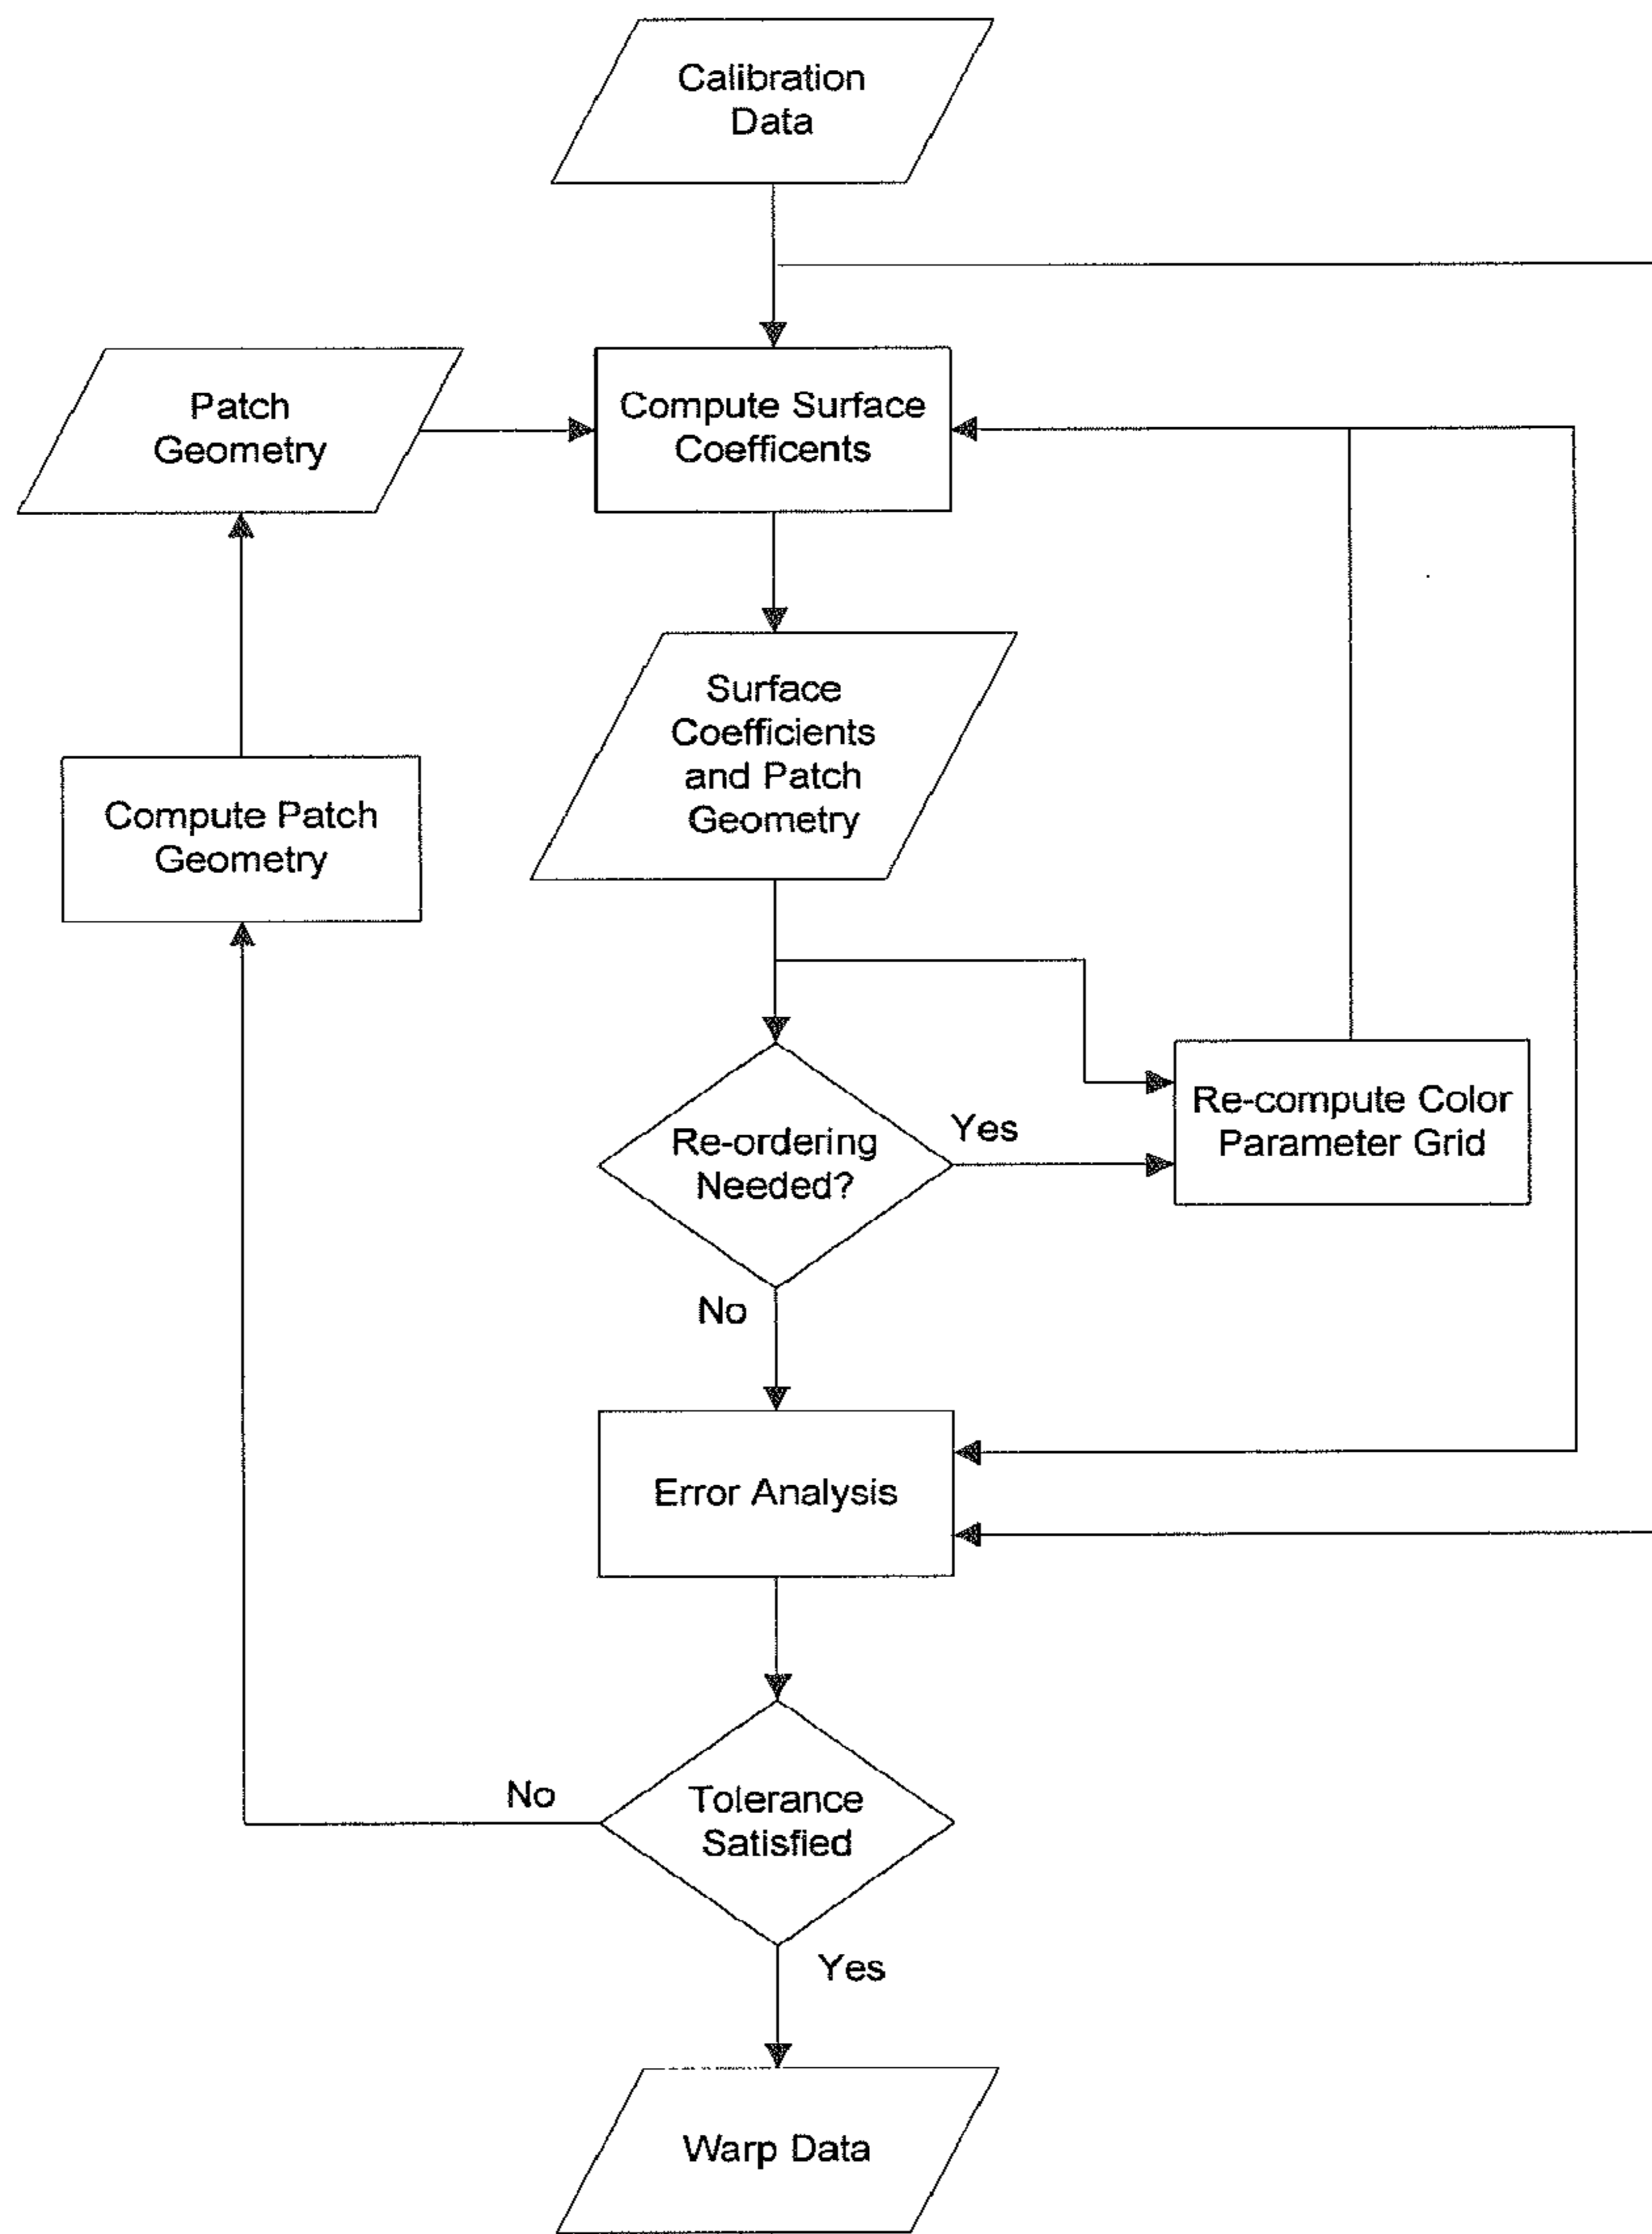 Calibration
Data
Patch
Geometry
Compute Surface
Coefficents
Surface
Coefficients
and Patch
Geometry
Compute Patch
Geometry
Re-ordering
Needed?
Yes
Re-compute Color
Parameter Grid
No
Error Analysis
Tolerance
Satisfied
No
Yes
Warp Data